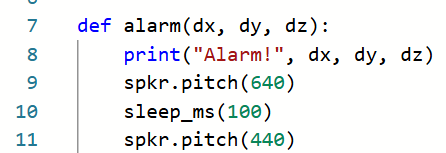 7 def alarm(dx, dy, dz):
8 print("Alarm!", dx, dy, dz)
9 spkr.pitch(640)
10 sleep_ms(100)
11 spkr.pitch(440)